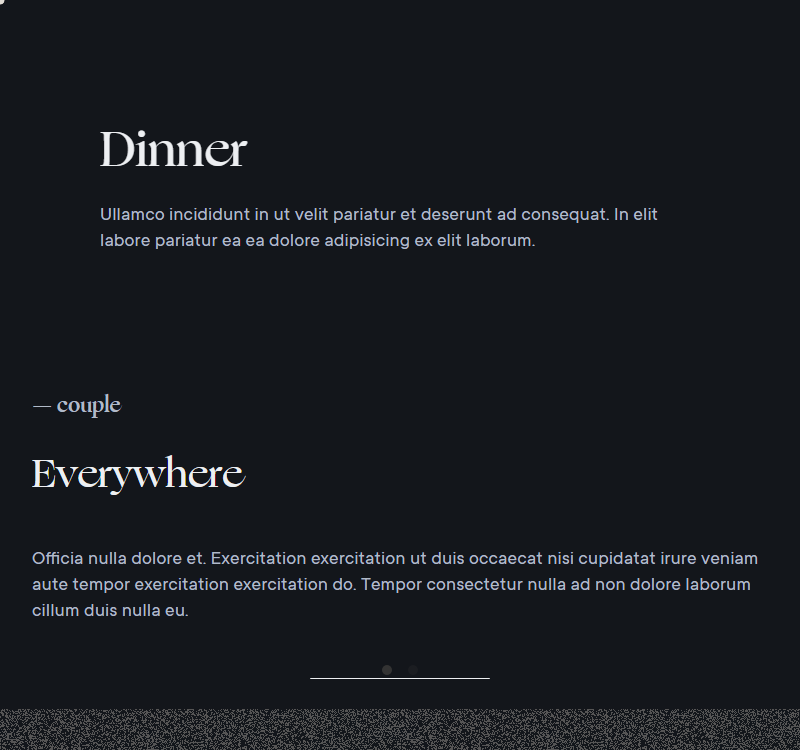 Dinner
Ullamco incididunt in ut velit pariatur et deserunt ad consequat. In elit
labore pariatur ea ea dolore adipisicing ex elit laborum.
— couple
Everywhere
Officia nulla dolore et. Exercitation exercitation ut duis occaecat nisi cupidatat irure veniam
aute tempor exercitation exercitation do. Tempor consectetur nulla ad non dolore laborum
cillum duis nulla eu.